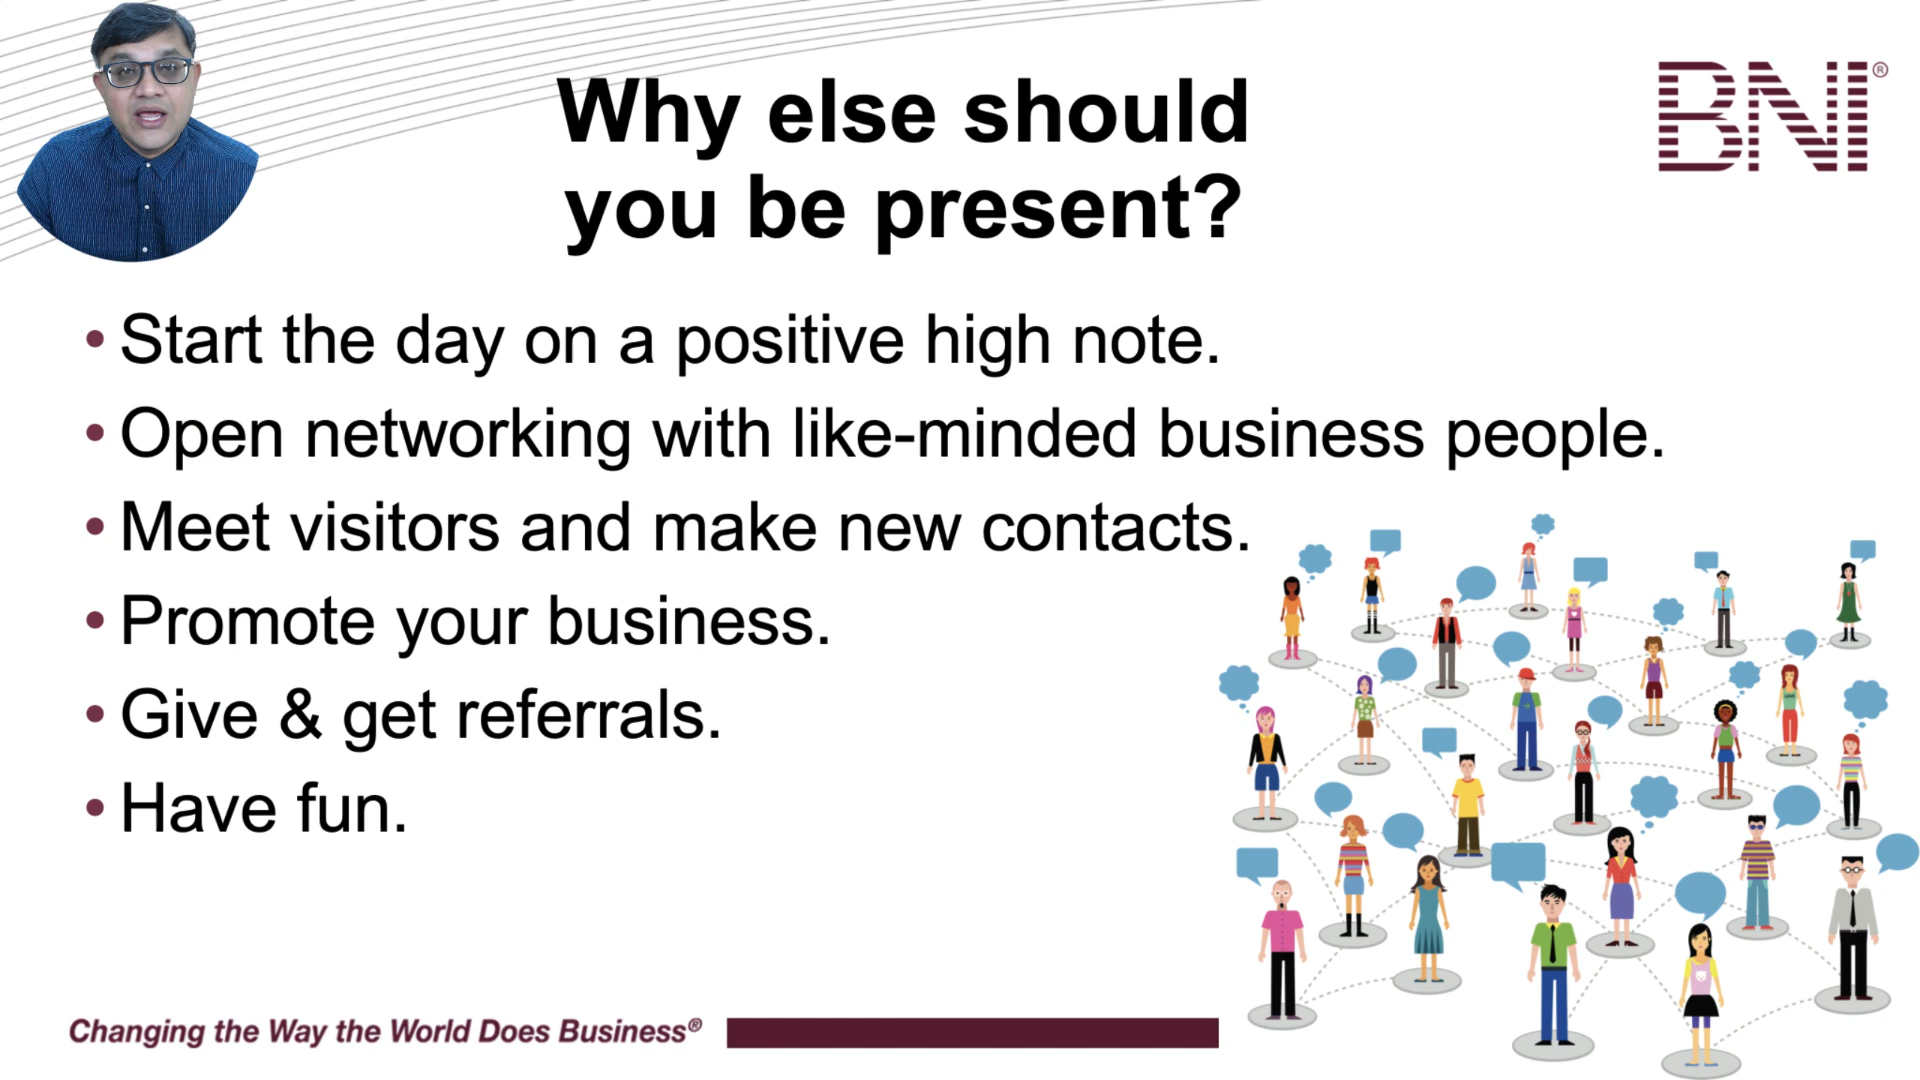 Why else should
you be present?
BNI®
• Start the day on a positive high note.
• Open networking with like-minded business people.
• Meet visitors and make new contacts.
• Promote your business.
• Give & get referrals.
• Have fun.
Changing the Way the World Does Business®